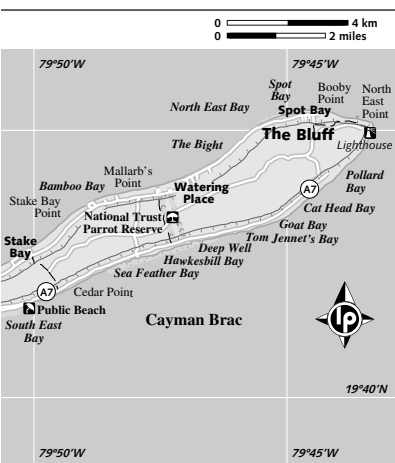 0 4 km
0 2 miles
79°50'W
79°45'W
Spot
Bay
Booby
Point
North
East
Point
North East Bay
Spot Bay
The Bluff
Lighthouse
The Bight
Mallarb's
Point
Bamboo Bay
Watering
Place
Pollard
Bay
A7
Stake Bay
Point
National Trust
Parrot Reserve
Cat Head Bay
Goat Bay
Tom Jennet's Bay
Stake
Bay
Deep Well
Hawkesbill Bay
Sea Feather Bay
A7
Cedar Point
Public Beach
South East
Bay
Cayman Brac
lp
19°40'N
79°50'W
79°45'W